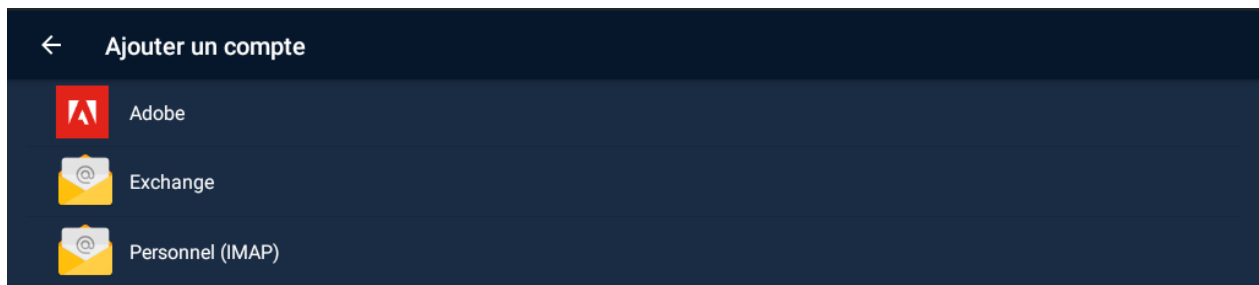 Ajouter un compte
Adobe
@ Exchange
@ Personnel (IMAP)